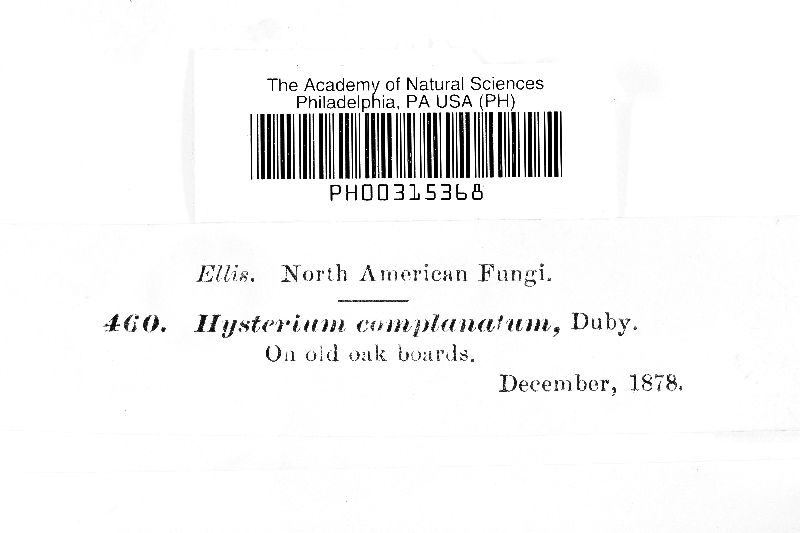 The Academy of Natural Sciences
Philadelphia, PA USA (PH)
PH00315368
Ellis. North American Fungi.
460. Hysterium complanatum, Duby.
On old oak boards.
December, 1878.